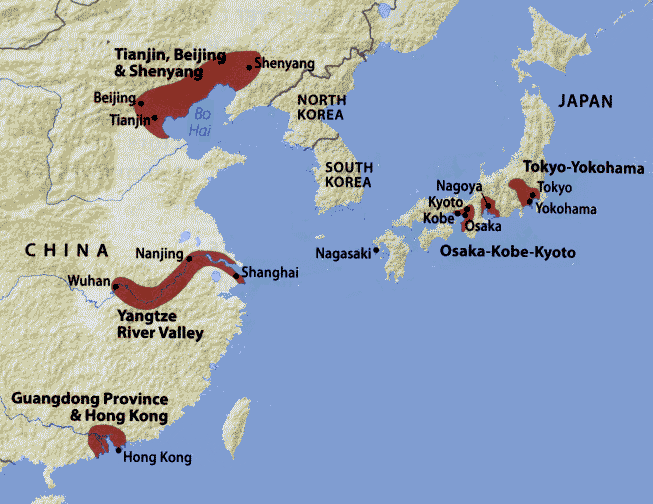 Tianjin, Beijing
& Shenyang
Shenyang
Beijing
Tianjin
Bo
Hai
NORTH
KOREA
JAPAN
SOUTH
KOREA
Tokyo-Yokohama
Nagoya
Tokyo
Kyoto
Yokohama
Kobe
Osaka
CHINA
Nanjing
Nagasaki
Osaka-Kobe-Kyoto
Shanghai
Wuhan
Yangtze
River Valley
Guangdong Province
& Hong Kong
Hong Kong